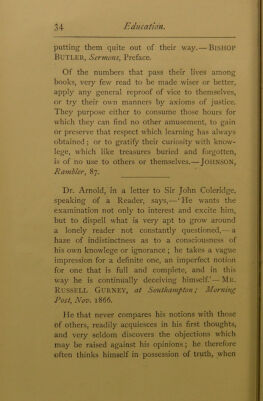 34 Education.
putting them quite out of their way.—BISHOP
BUTLER, Sermons, Preface.
Of the numbers that pass their lives among
books, very few read to be made wiser or better,
apply any general reproof of vice to themselves,
or try their own manners by axioms of justice.
They purpose either to consume those hours for
which they can find no other amusement, to gain
or preserve that respect which learning has always
obtained; or to gratify their curiosity with know-
lege, which like treasures buried and forgotten,
is of no use to others or themselves.—JOHNSON,
Rambler, 87.
Dr. Arnold, in a letter to Sir John Coleridge,
speaking of a Reader, says,—'He wants the
examination not only to interest and excite him,
but to dispell what is very apt to grow around
a lonely reader not constantly questioned,—a
haze of indistinctness as to a consciousness of
his own knowlege or ignorance; he takes a vague
impression for a definite one, an imperfect notion
for one that is full and complete, and in this
way he is continually deceiving himself.'—MR.
RUSSELL GURNEY, at Southampton; Morning
Post, Nov. 1866.
He that never compares his notions with those
of others, readily acquiesces in his first thoughts,
and very seldom discovers the objections which
may be raised against his opinions; he therefore
often thinks himself in possession of truth, when